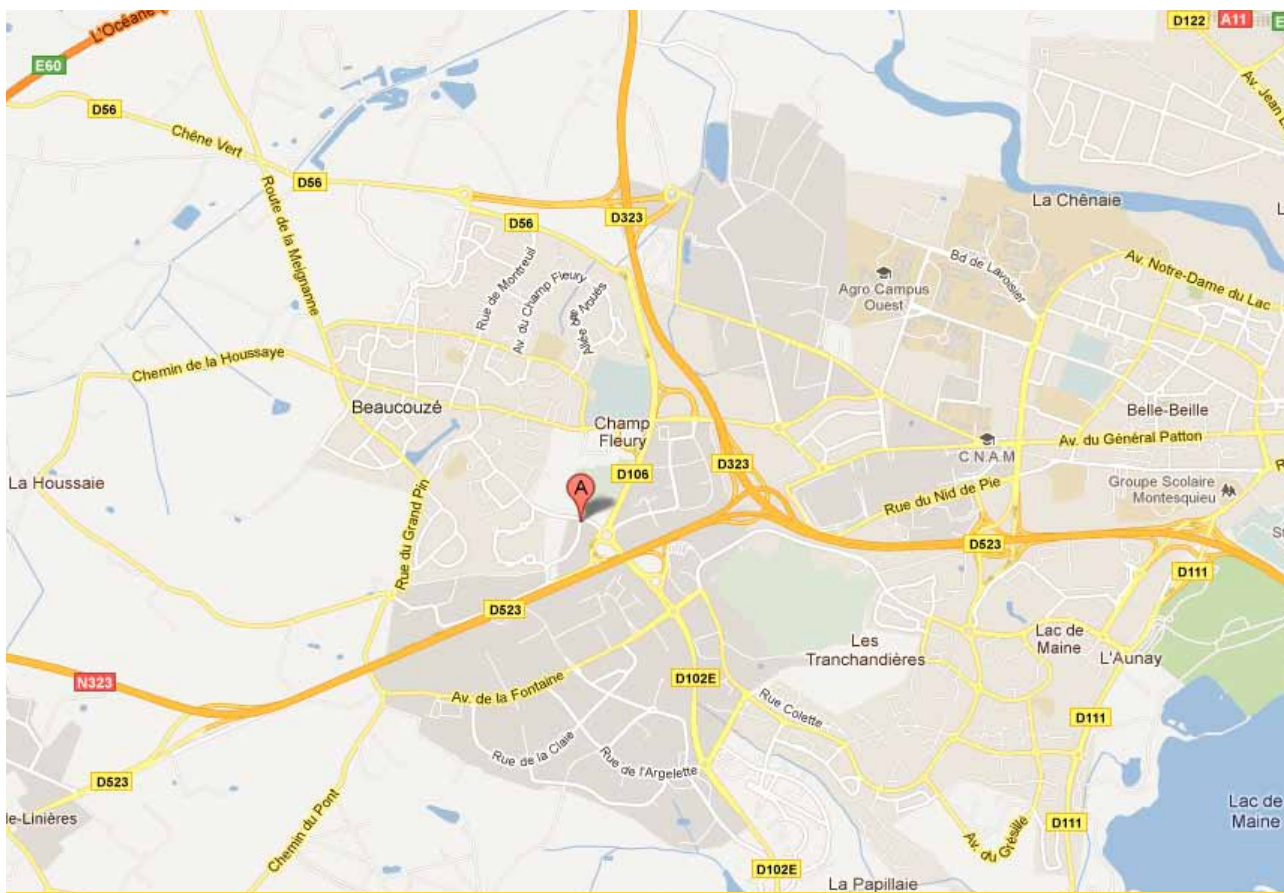 L'Océane
D122
A11
E
E60
D56
Av. Jean
Chêne Vert
D56
La Chênaie
D56
D323
Bd de Lavoisier
Av. Notre-Dame du Lac
Route de la Meignanne
Rue de Montreuil
Av. du Champ Fleury
Allée des Avoués
Agro Campus
Ouest
Chemin de la Houssaye
Beaucouzé
Champ
Fleury
Belle-Beille
Av. du Général Patton
C.N.A.M
D106
D323
La Houssaie
A
Groupe Scolaire
Montesquieu
Rue du Nid de Pie
Rue du Grand Pin
D523
D111
D523
Les
Tranchandières
Lac de
Maine
L'Aunay
N323
D102E
Av. de la Fontaine
Rue Colette
D111
Rue de la Claie
Rue de l'Argelette
D523
Chemin du Pont
de-Linières
Lac de
Maine
D111
Av. du Grésille
D102E
La Papillaie